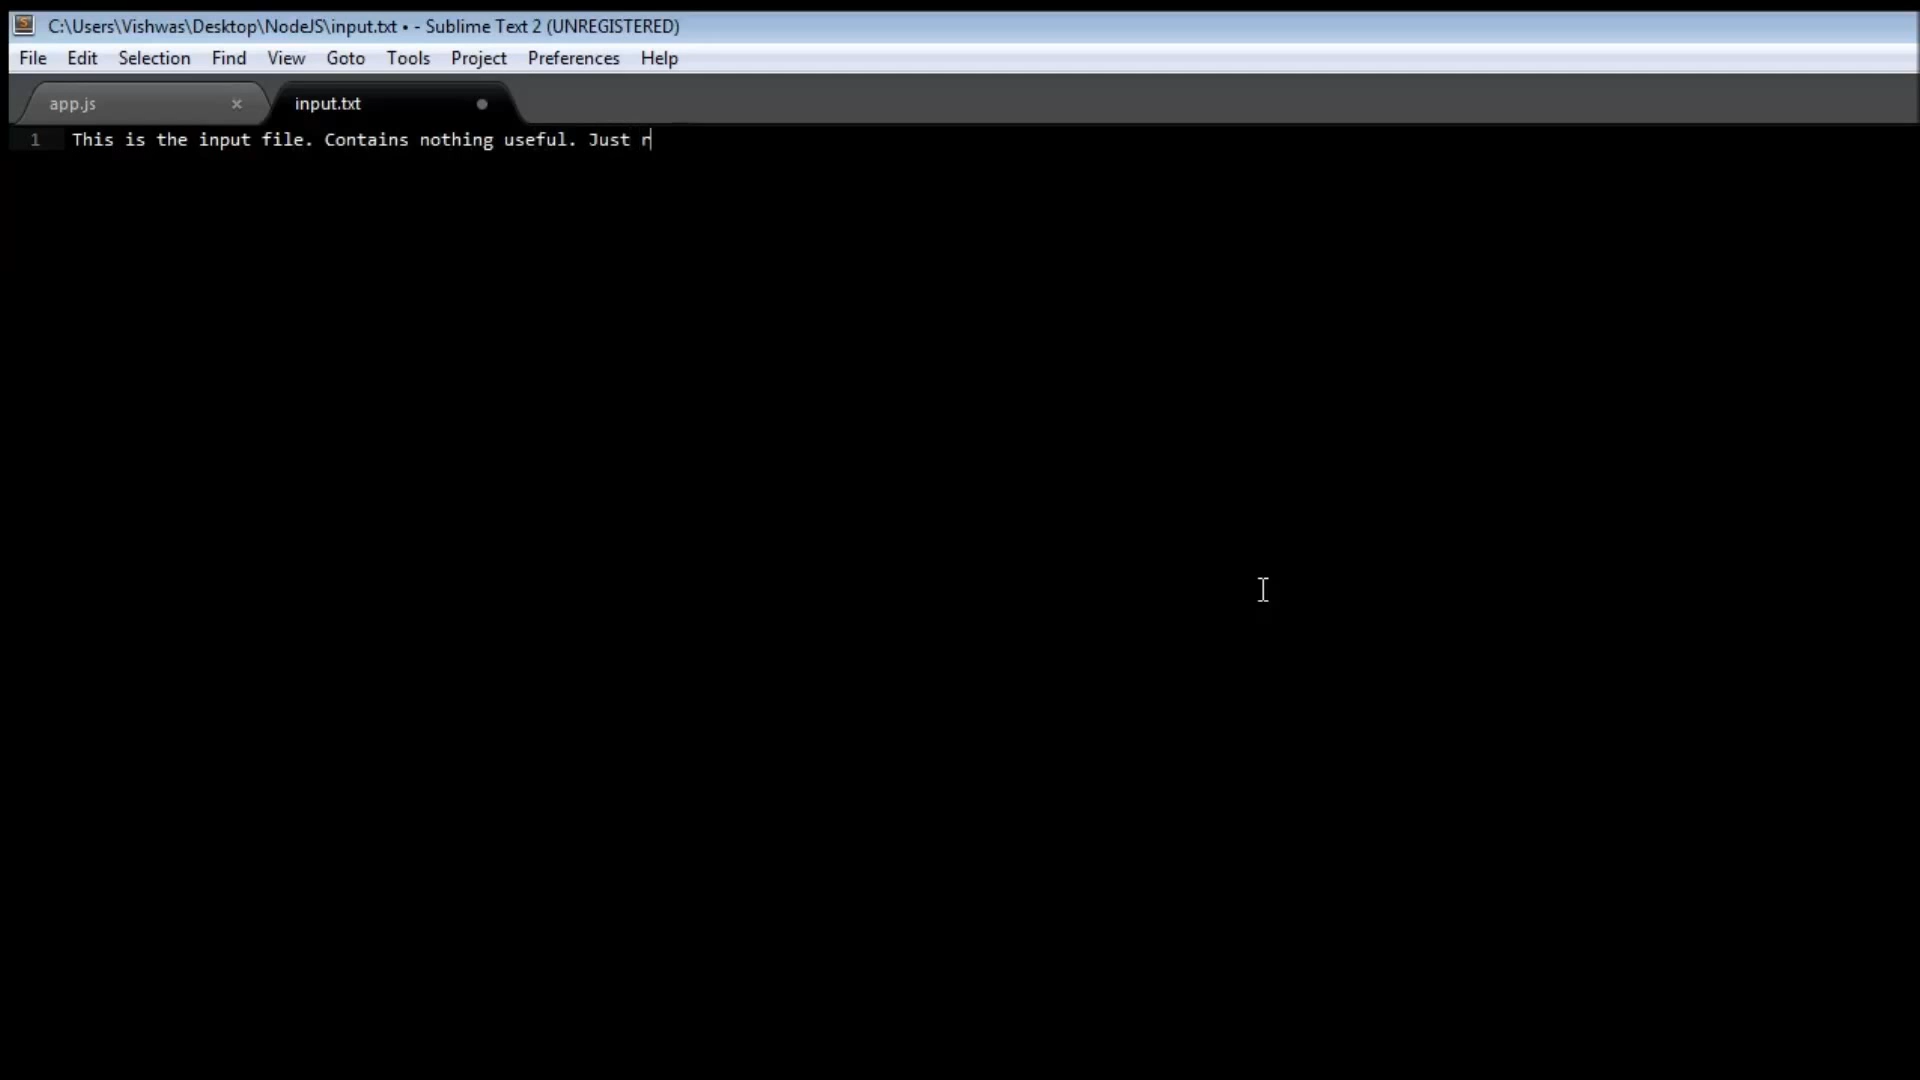 C:\Users\Vishwas\Desktop\NodeJS\input.txt • - Sublime Text 2 (UNREGISTERED)
File Edit Selection Find View Goto Tools Project Preferences Help
app.js × input.txt
1 This is the input file. Contains nothing useful. Just r